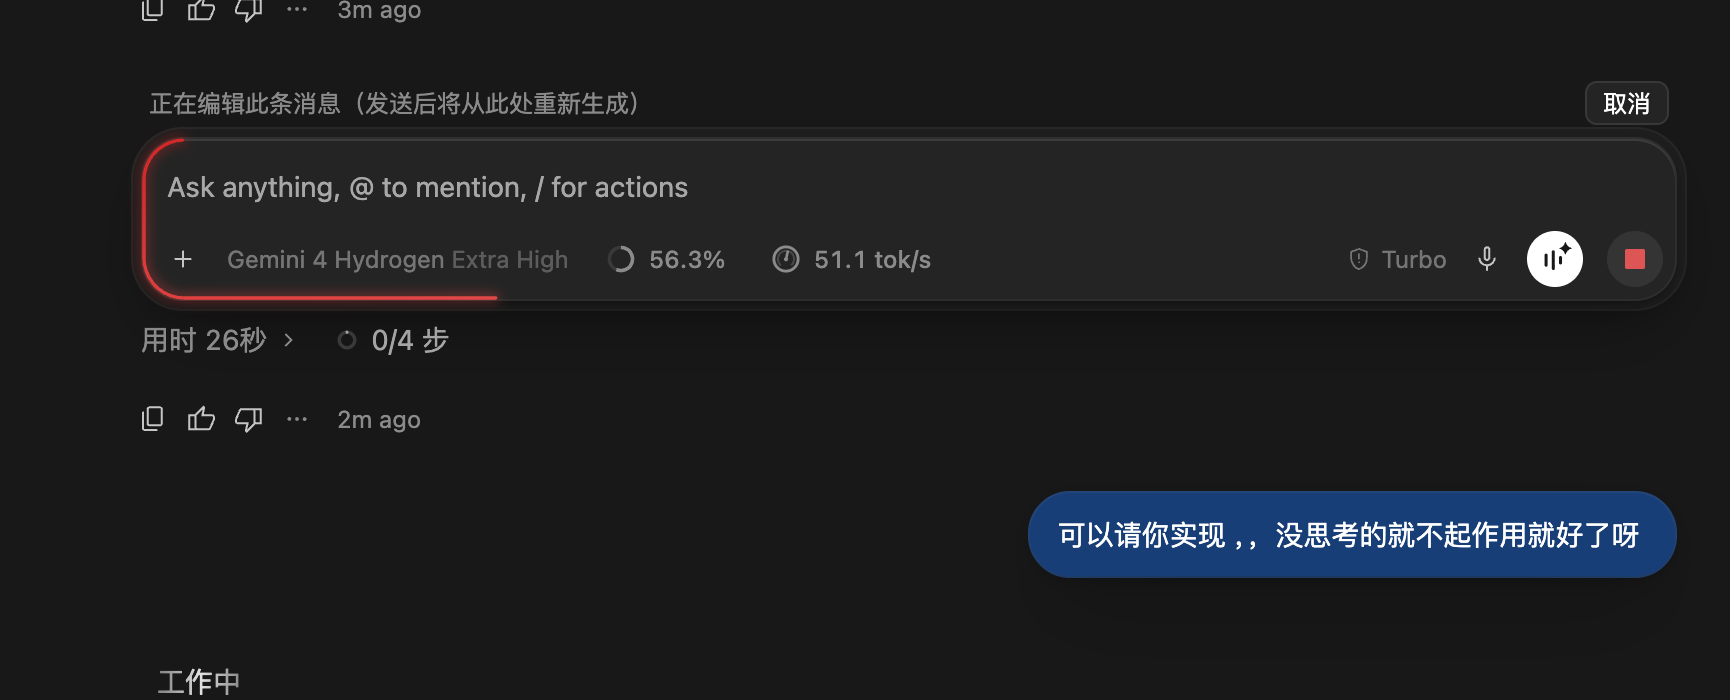 3m ago
正在编辑此条消息（发送后将从此处重新生成）
取消
Ask anything, @ to mention, / for actions
Gemini 4 Hydrogen Extra High 56.3% 51.1 tok/s Turbo
用时 26秒 0/4 步
2m ago
可以请你实现 ，，没思考的就不起作用就好了呀
工作中